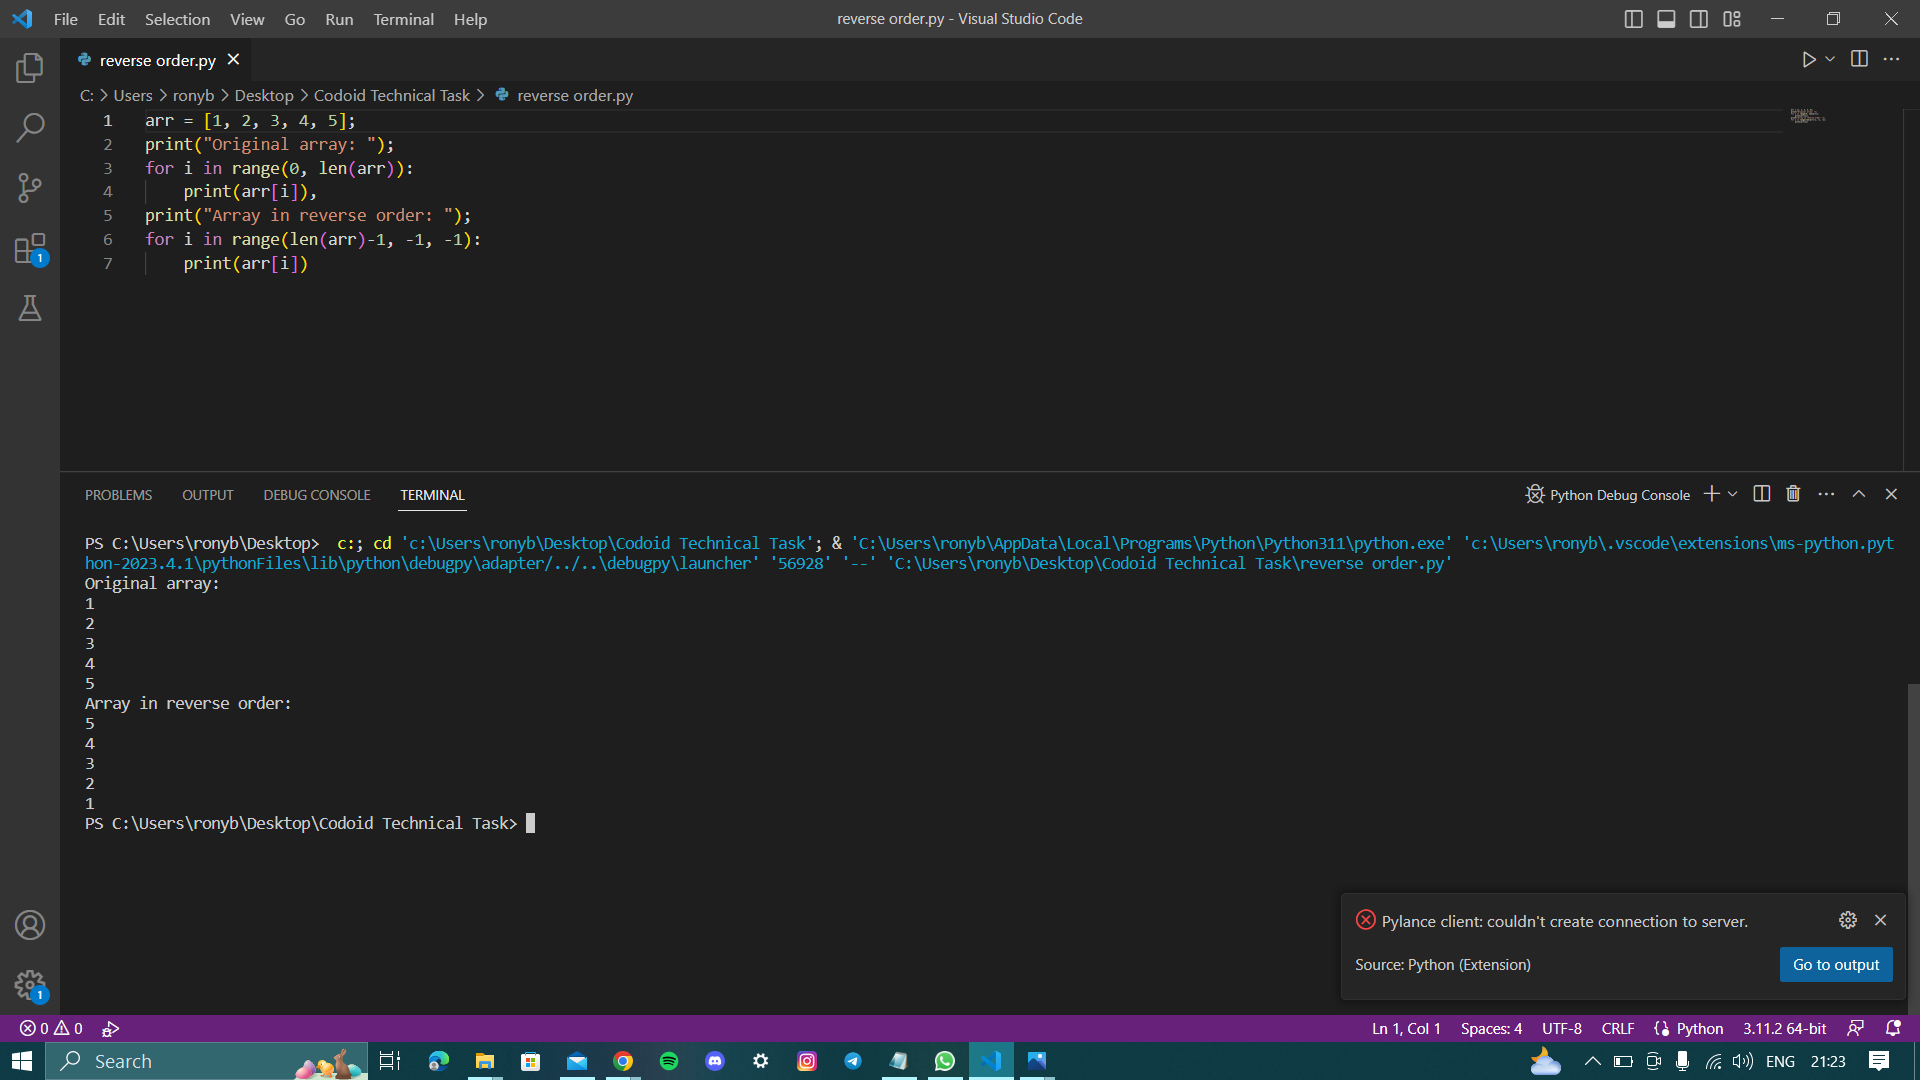 File Edit Selection View Go Run Terminal Help
reverse order.py - Visual Studio Code
reverse order.py
C: > Users > ronyb > Desktop > Codoid Technical Task > reverse order.py
1 arr = [1, 2, 3, 4, 5];
2 print("Original array: ");
3 for i in range(0, len(arr)):
4     print(arr[i]),
5 print("Array in reverse order: ");
6 for i in range(len(arr)-1, -1, -1):
7     print(arr[i])
1
PROBLEMS OUTPUT DEBUG CONSOLE TERMINAL
Python Debug Console
PS C:\Users\ronyb\Desktop>  c:; cd 'c:\Users\ronyb\Desktop\Codoid Technical Task'; & 'C:\Users\ronyb\AppData\Local\Programs\Python\Python311\python.exe' 'c:\Users\ronyb\.vscode\extensions\ms-python.pyt
hon-2023.4.1\pythonFiles\lib\python\debugpy\adapter/../..\debugpy\launcher' '56928' '--' 'C:\Users\ronyb\Desktop\Codoid Technical Task\reverse order.py'
Original array:
1
2
3
4
5
Array in reverse order:
5
4
3
2
1
PS C:\Users\ronyb\Desktop\Codoid Technical Task>
Pylance client: couldn't create connection to server.
Source: Python (Extension)
Go to output
1
0 0
Ln 1, Col 1 Spaces: 4 UTF-8 CRLF Python 3.11.2 64-bit
Search
ENG 21:23